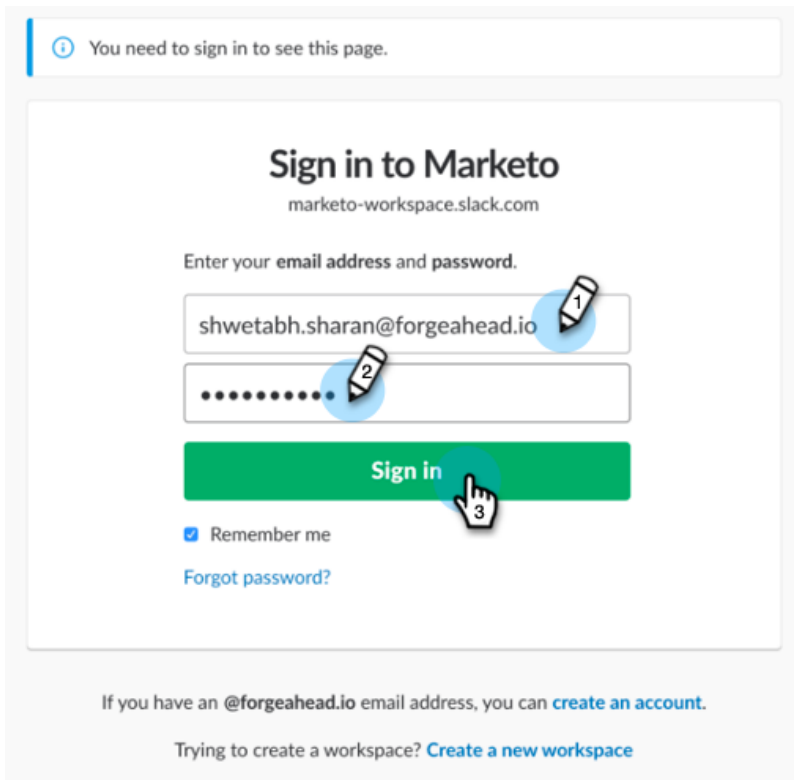 You need to sign in to see this page.
Sign in to Marketo
marketo-workspace.slack.com
Enter your email address and password.
shwetabh.sharan@forgeahead.io
1
2
••••••••••
Sign in
3
Remember me
Forgot password?
If you have an @forgeahead.io email address, you can create an account.
Trying to create a workspace? Create a new workspace